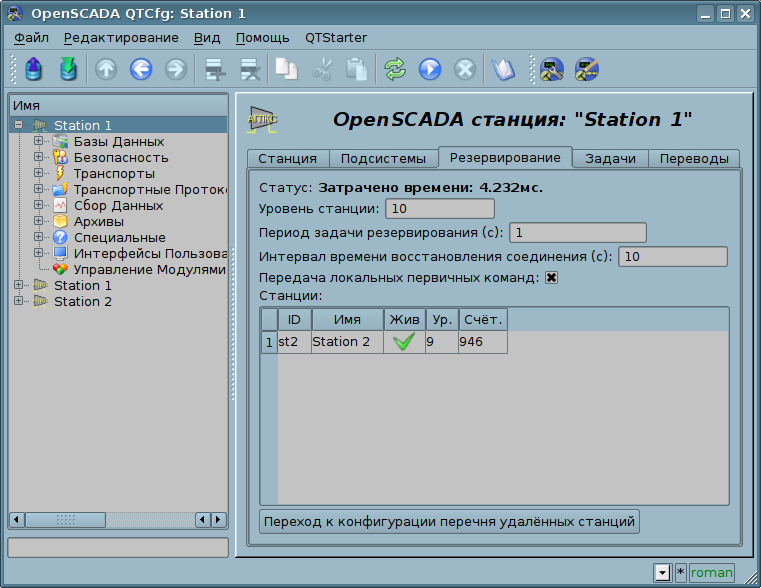 OpenSCADA QTCfg: Station 1
Файл Редактирование Вид Помощь QTStarter
Имя
Station 1
Базы Данных
Безопасность
Транспорты
Транспортные Проток
Сбор Данных
Архивы
Специальные
Интерфейсы Пользова
Управление Модулями
Station 1
Station 2
АГЛКС
OpenSCADA станция: "Station 1"
Станция Подсистемы Резервирование Задачи Переводы
Статус: Затрачено времени: 4.232мс.
Уровень станции: 10
Период задачи резервирования (с): 1
Интервал времени восстановления соединения (с): 10
Передача локальных первичных команд:
Станции:
ID Имя Жив Ур. Счёт.
1 st2 Station 2 9 946
Переход к конфигурации перечня удалённых станций
* roman